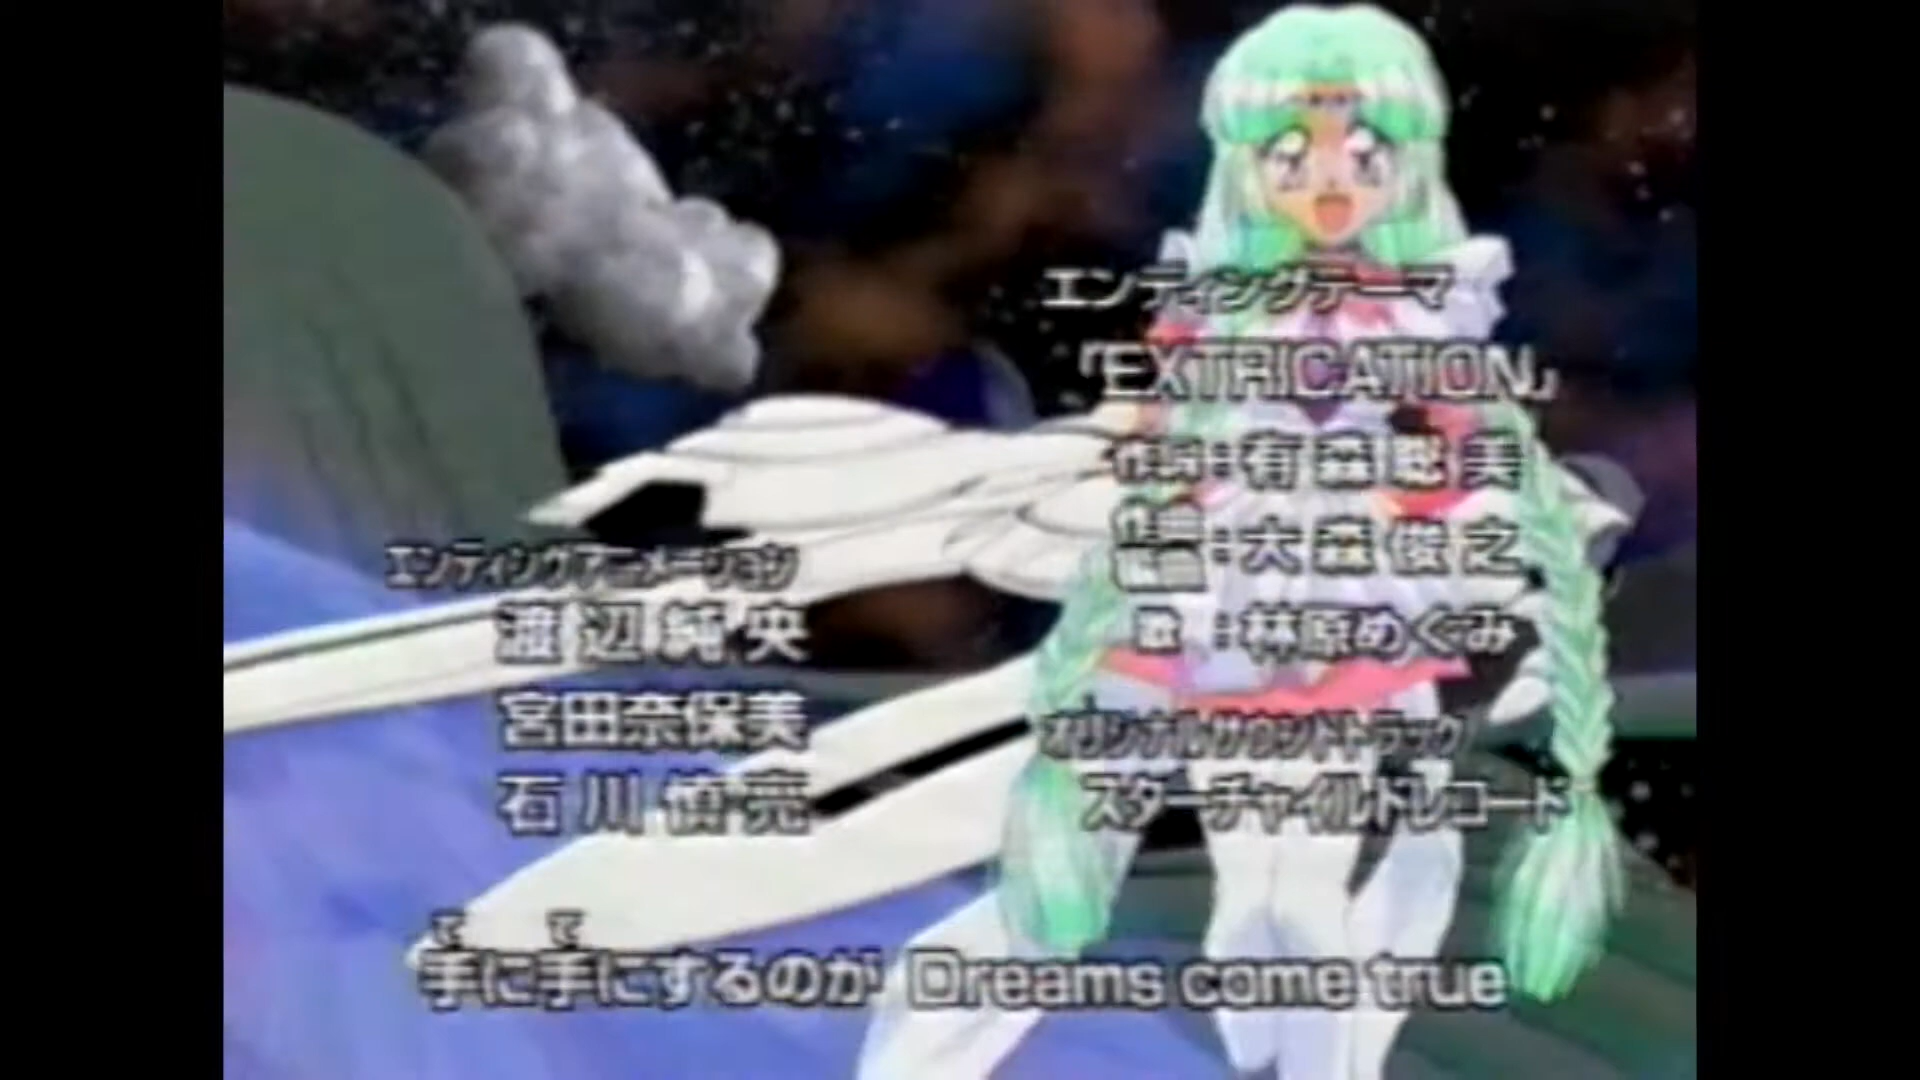 エンディングテーマ
「EXTRICATION」
作詞：有森聡美
作曲
編曲：大森俊之
歌：林原めぐみ
オリジナルサウンドトラック
スターチャイルドレコード
エンディングアニメーション
渡辺純央
宮田奈保美
石川慎亮
て て
手に手にするのが Dreams come true